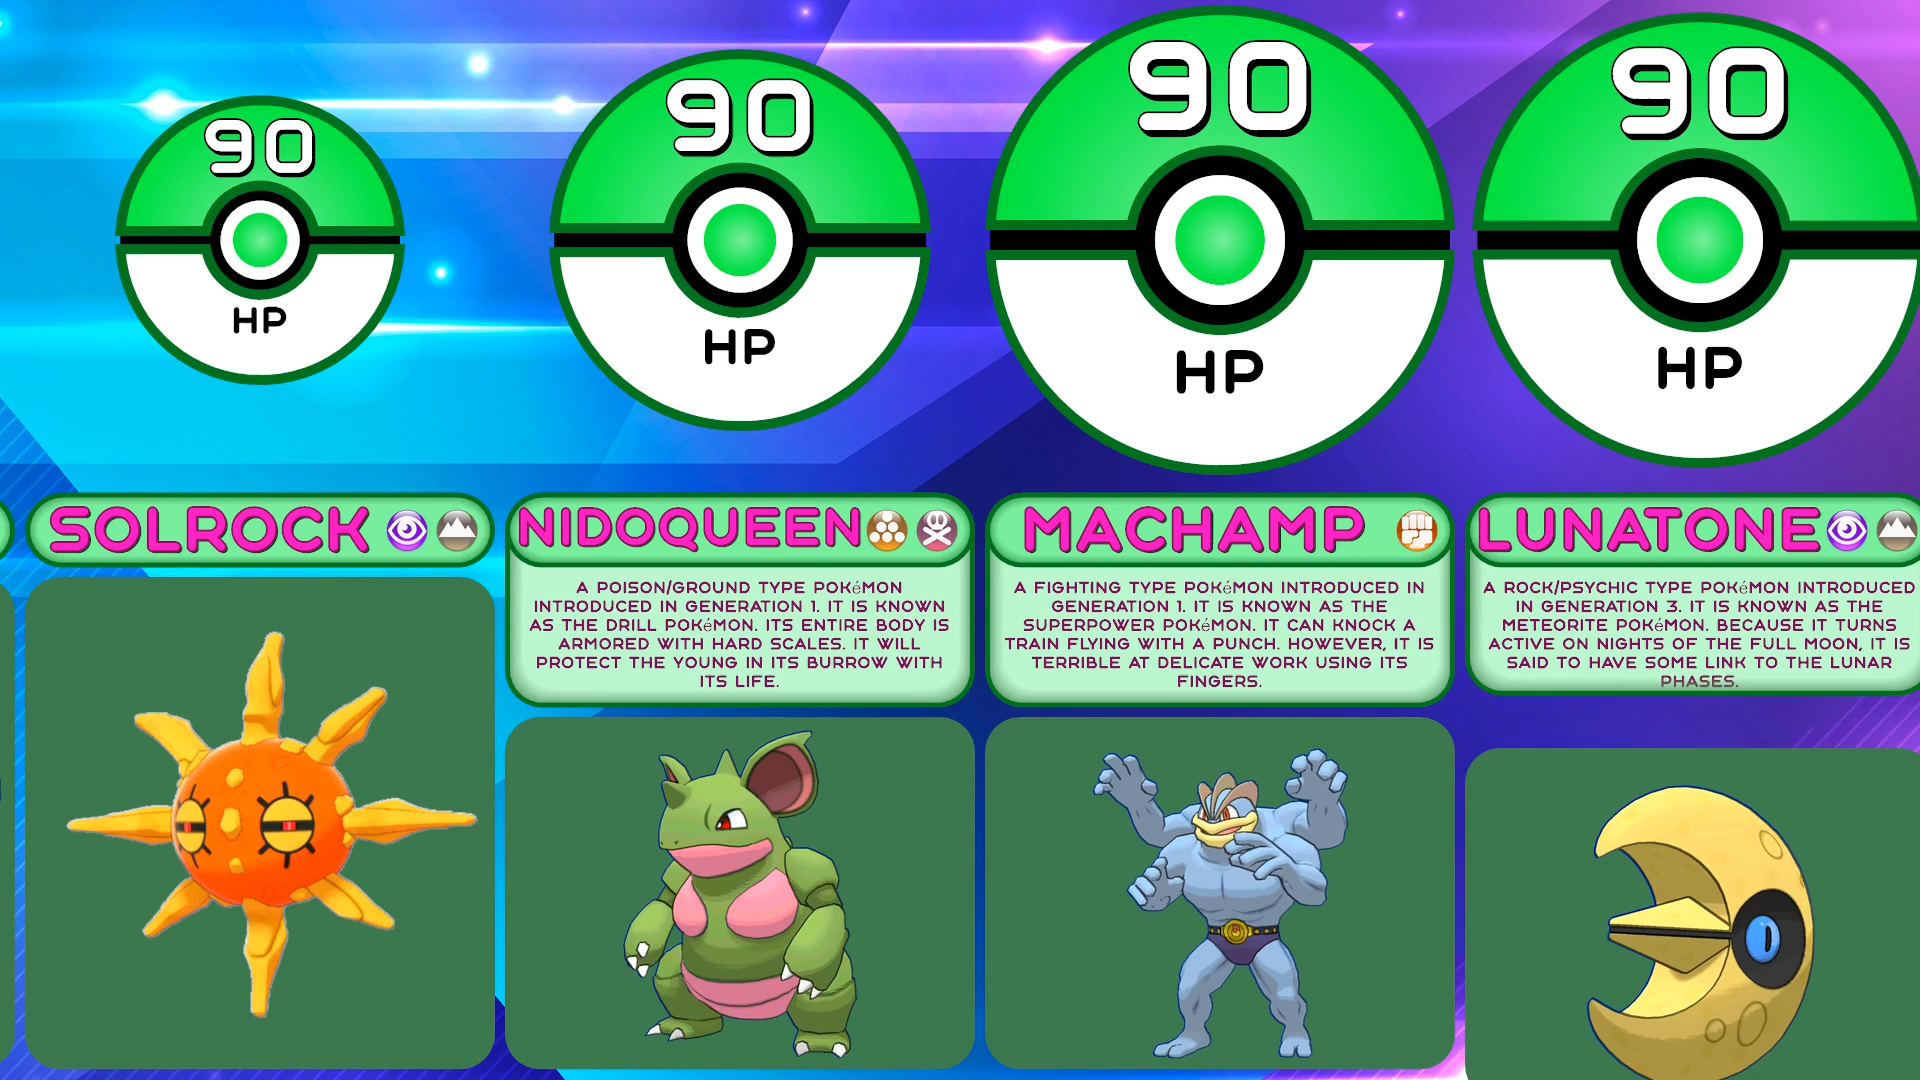 90
HP
90
HP
90
HP
90
HP
SOLROCK
NIDOQUEEN
A POISON/GROUND TYPE POKéMON
INTRODUCED IN GENERATION 1. IT IS KNOWN
AS THE DRILL POKéMON. ITS ENTIRE BODY IS
ARMORED WITH HARD SCALES. IT WILL
PROTECT THE YOUNG IN ITS BURROW WITH
ITS LIFE.
MACHAMP
A FIGHTING TYPE POKéMON INTRODUCED IN
GENERATION 1. IT IS KNOWN AS THE
SUPERPOWER POKéMON. IT CAN KNOCK A
TRAIN FLYING WITH A PUNCH. HOWEVER, IT IS
TERRIBLE AT DELICATE WORK USING ITS
FINGERS.
LUNATONE
A ROCK/PSYCHIC TYPE POKéMON INTRODUCED
IN GENERATION 3. IT IS KNOWN AS THE
METEORITE POKéMON. BECAUSE IT TURNS
ACTIVE ON NIGHTS OF THE FULL MOON, IT IS
SAID TO HAVE SOME LINK TO THE LUNAR
PHASES.